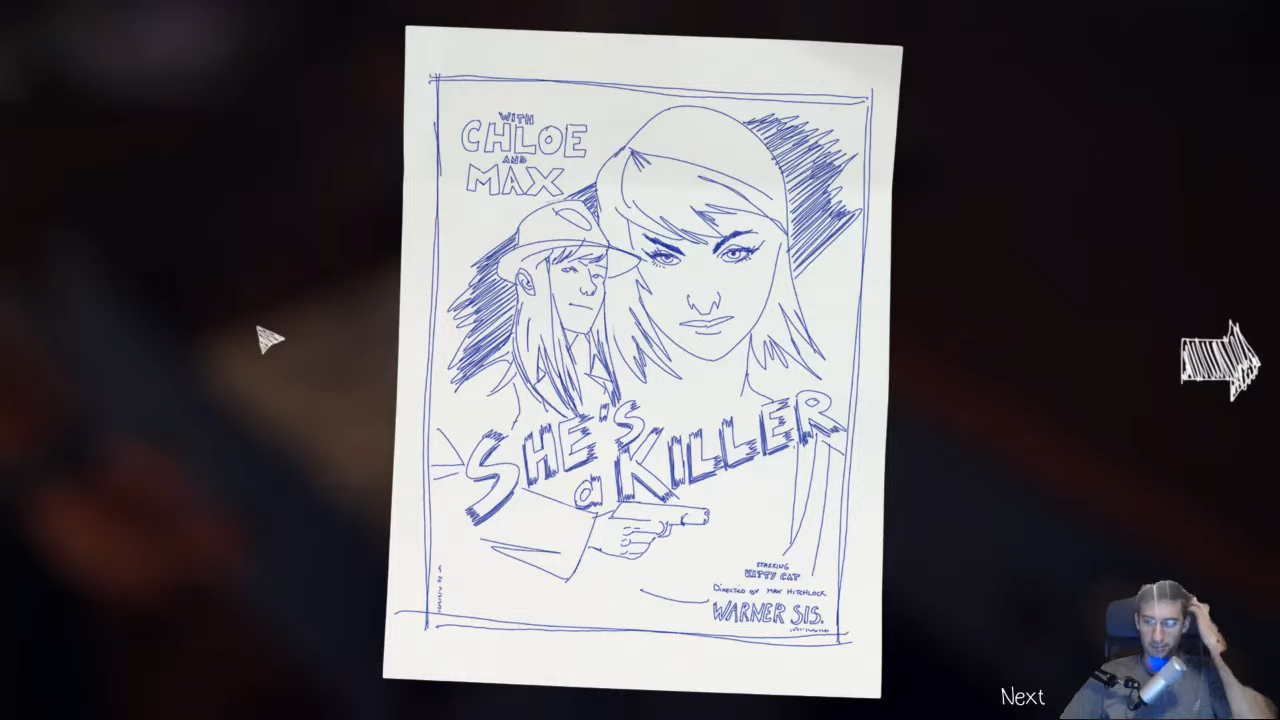 WITH
CHLOE
AND
MAX
SHE'S
a KILLER
STARRING
KITTY CAT
DIRECTED BY MAX HITCHLOCK
WARNER SIS.
Next